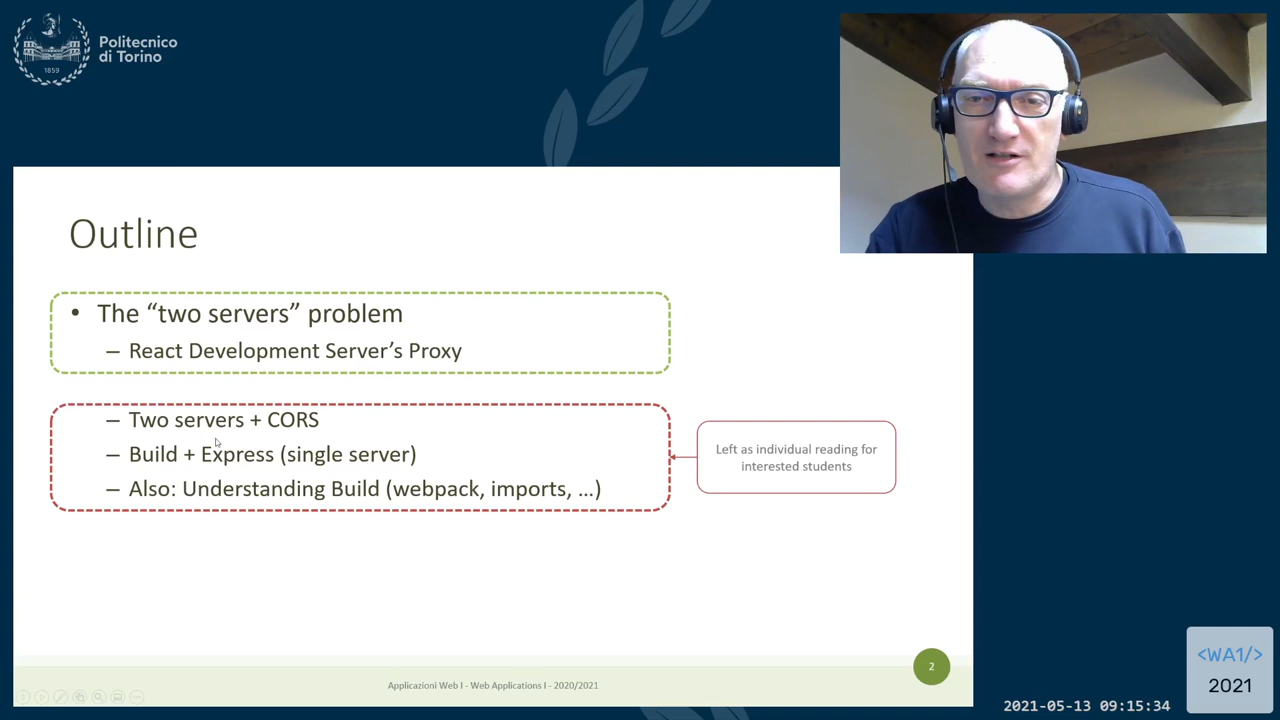 Politecnico
di Torino
1859
Outline
• The “two servers” problem
– React Development Server’s Proxy
– Two servers + CORS
– Build + Express (single server)
– Also: Understanding Build (webpack, imports, …)
Left as individual reading for
interested students
2
Applicazioni Web I - Web Applications I - 2020/2021
<WA1/>
2021
2021-05-13 09:15:34